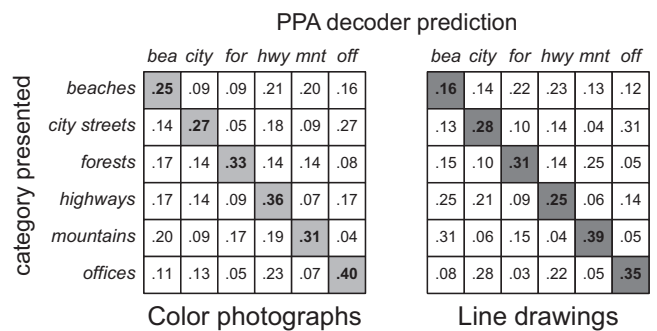 PPA decoder prediction
bea city for hwy mnt off bea city for hwy mnt off
category presented
beaches .25 .09 .09 .21 .20 .16 .16 .14 .22 .23 .13 .12
city streets .14 .27 .05 .18 .09 .27 .13 .28 .10 .14 .04 .31
forests .17 .14 .33 .14 .14 .08 .15 .10 .31 .14 .25 .05
highways .17 .14 .09 .36 .07 .17 .25 .21 .09 .25 .06 .14
mountains .20 .09 .17 .19 .31 .04 .31 .06 .15 .04 .39 .05
offices .11 .13 .05 .23 .07 .40 .08 .28 .03 .22 .05 .35
Color photographs Line drawings